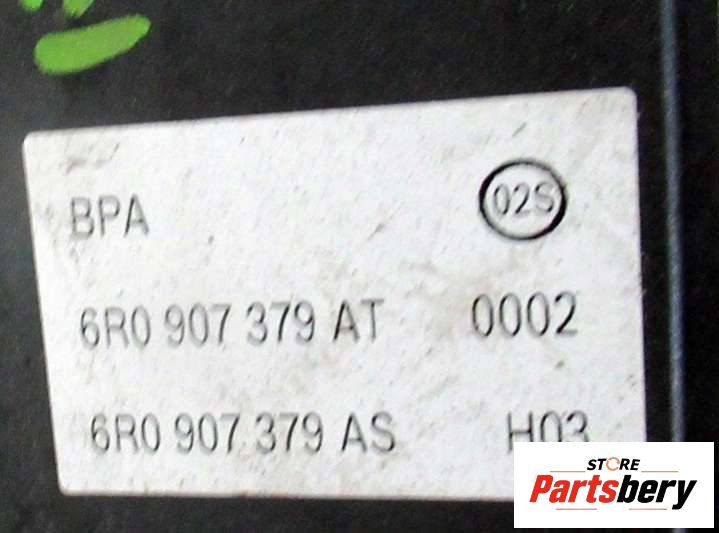 BPA 02S
6R0 907 379 AT 0002
6R0 907 379 AS H03
STORE
Partsbery